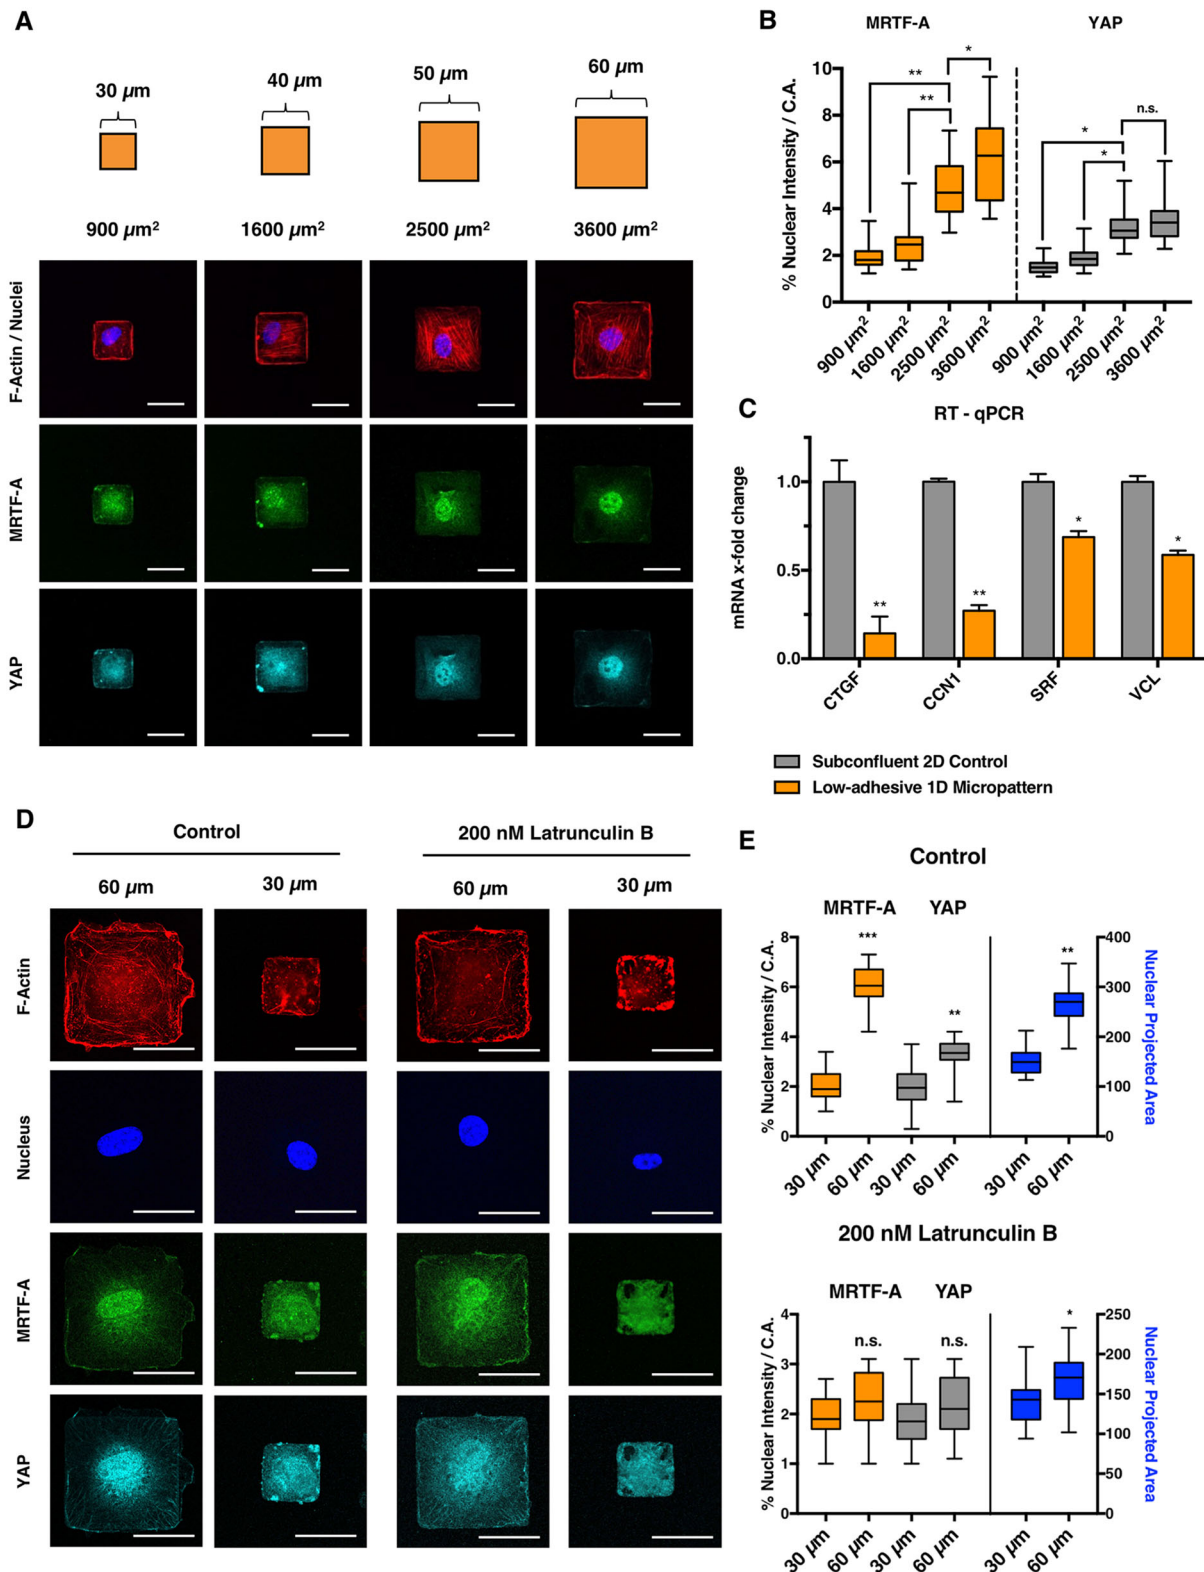 A
30 µm
40 µm
50 µm
60 µm
900 µm²
1600 µm²
2500 µm²
3600 µm²
F-Actin / Nuclei
MRTF-A
YAP
B
MRTF-A
YAP
% Nuclear Intensity / C.A.
10
8
6
4
2
0
**
**
*
*
*
n.s.
900 µm²
1600 µm²
2500 µm²
3600 µm²
900 µm²
1600 µm²
2500 µm²
3600 µm²
C
RT - qPCR
mRNA x-fold change
1.0
0.5
0.0
**
**
*
*
CTGF
CCN1
SRF
VCL
Subconfluent 2D Control
Low-adhesive 1D Micropattern
D
Control
200 nM Latrunculin B
60 µm
30 µm
60 µm
30 µm
F-Actin
Nucleus
MRTF-A
YAP
E
Control
MRTF-A
YAP
% Nuclear Intensity / C.A.
8
6
4
2
0
***
**
**
400
300
200
100
0
Nuclear Projected Area
30 µm
60 µm
30 µm
60 µm
30 µm
60 µm
200 nM Latrunculin B
MRTF-A
YAP
% Nuclear Intensity / C.A.
4
3
2
1
0
n.s.
n.s.
*
250
200
150
100
50
0
Nuclear Projected Area
30 µm
60 µm
30 µm
60 µm
30 µm
60 µm